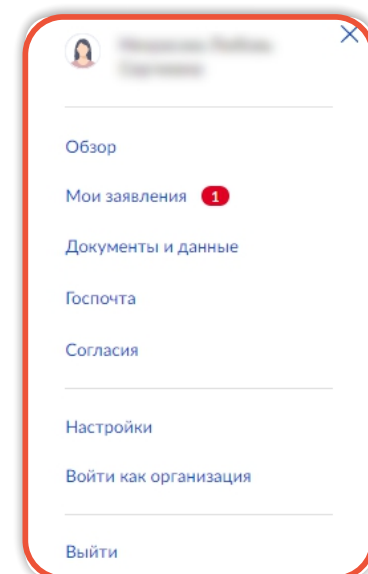 Обзор
Мои заявления 1
Документы и данные
Госпочта
Согласия
Настройки
Войти как организация
Выйти